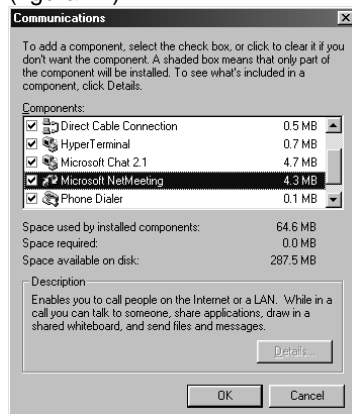 Communications
To add a component, select the check box, or click to clear it if you
don't want the component. A shaded box means that only part of
the component will be installed. To see what's included in a
component, click Details.
Components:
Direct Cable Connection 0.5 MB
HyperTerminal 0.7 MB
Microsoft Chat 2.1 4.7 MB
Microsoft NetMeeting 4.3 MB
Phone Dialer 0.1 MB
Space used by installed components: 64.6 MB
Space required: 0.0 MB
Space available on disk: 287.5 MB
Description
Enables you to call people on the Internet or a LAN. While in a
call you can talk to someone, share applications, draw in a
shared whiteboard, and send files and messages.
Details...
OK Cancel